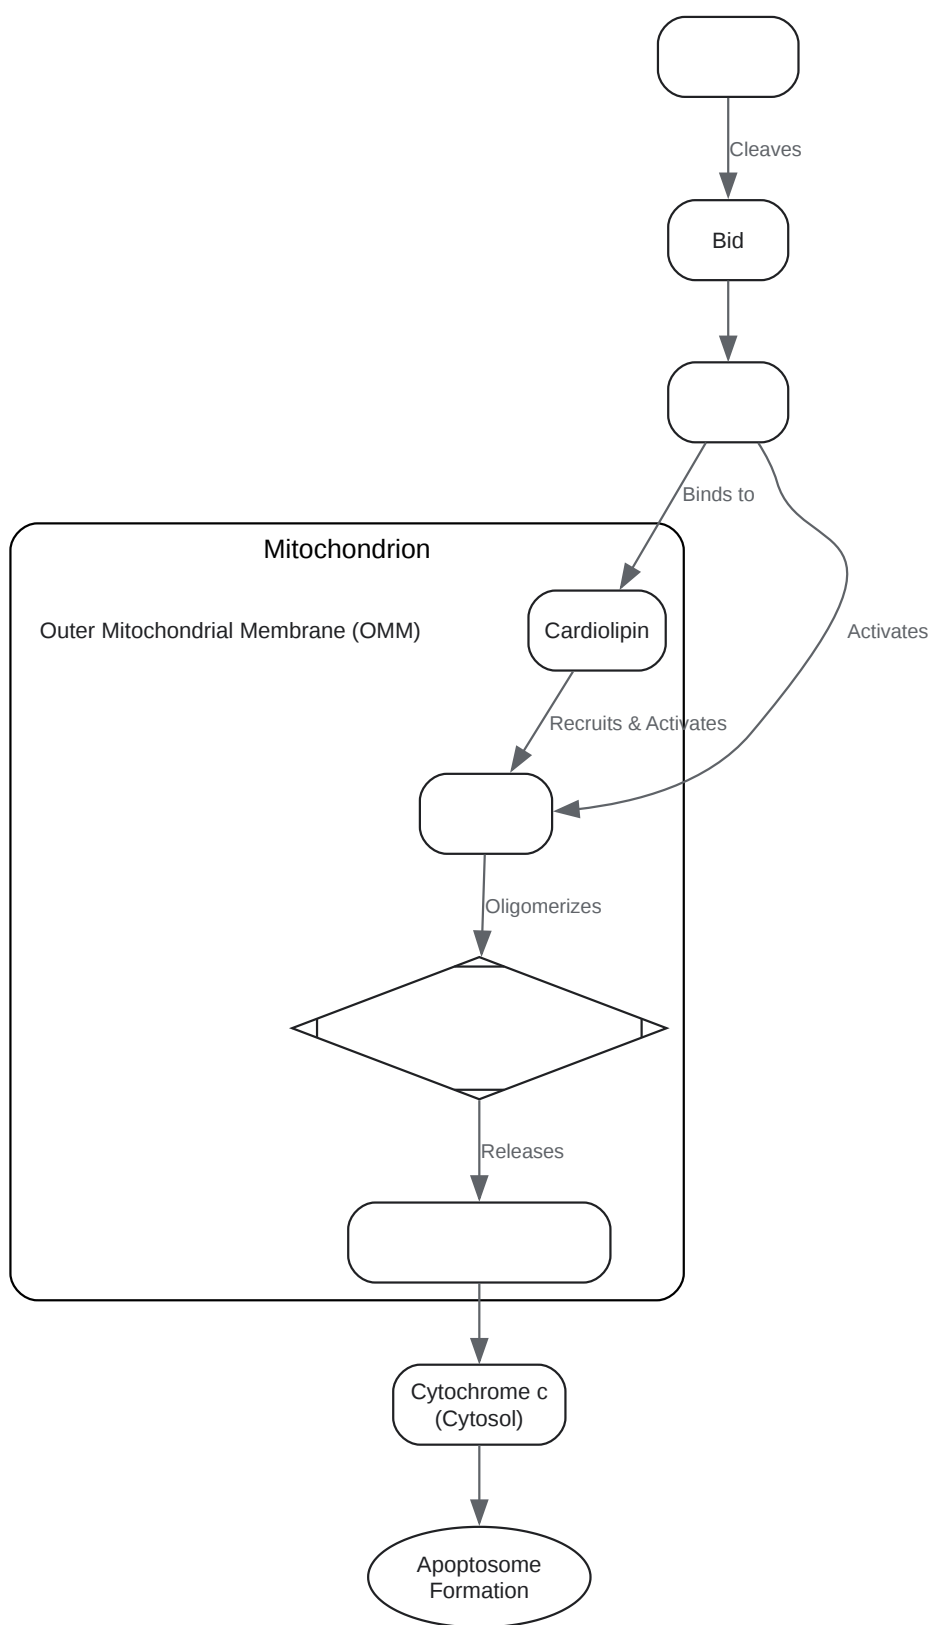 Cleaves
Bid
Binds to
Mitochondrion
Outer Mitochondrial Membrane (OMM)
Cardiolipin
Activates
Recruits & Activates
Oligomerizes
Releases
Cytochrome c
(Cytosol)
Apoptosome
Formation